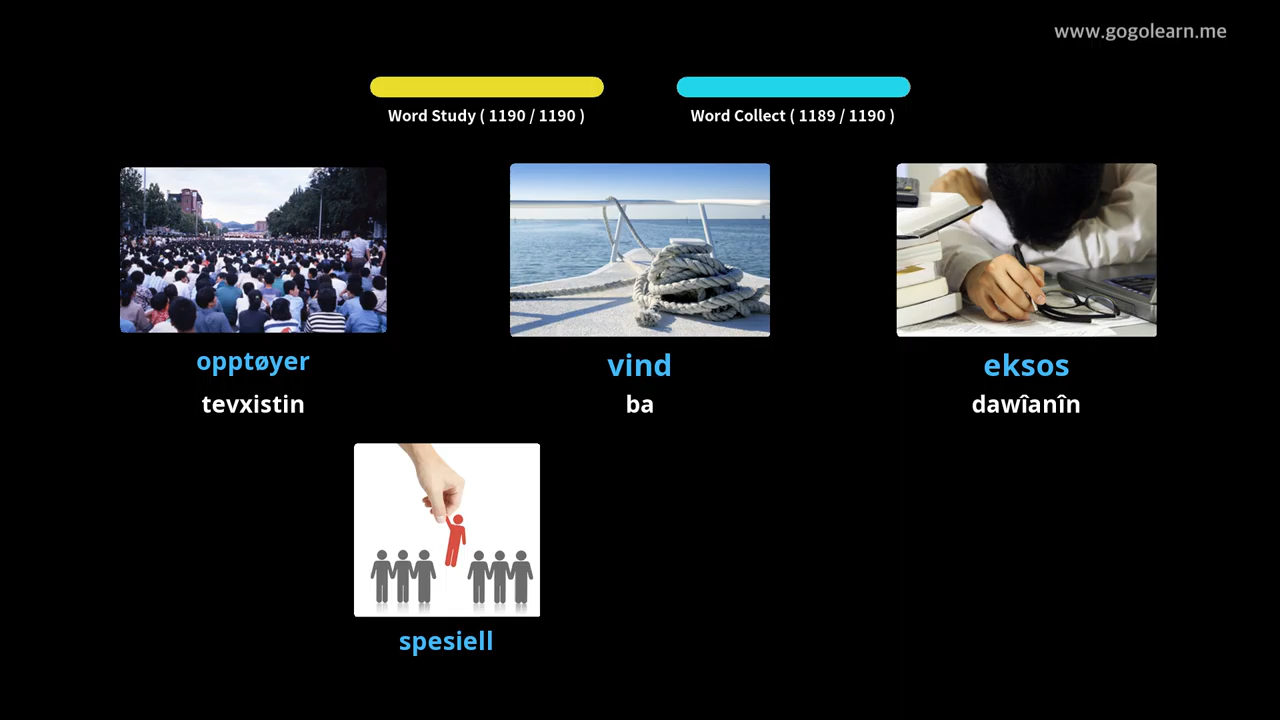 www.gogolearn.me
Word Study ( 1190 / 1190 )
Word Collect ( 1189 / 1190 )
opptøyer
vind
eksos
tevxistin
ba
dawîanîn
spesiell